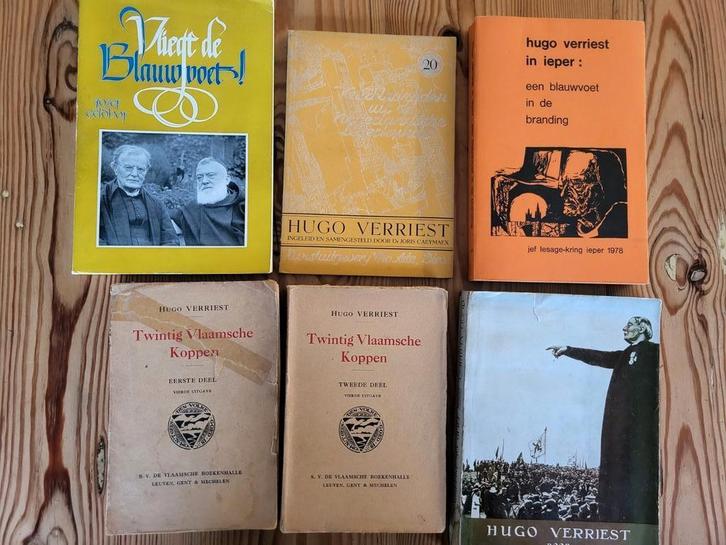 Vliegt de
Blauwvoet!
20
HUGO VERRIEST
INGELEID EN SAMENGESTELD DOOR Dr JORIS CAEYMAEX
hugo verriest
in ieper :
een blauwvoet
in de
branding
jef lesage-kring ieper 1978
HUGO VERRIEST
Twintig Vlaamsche
Koppen
EERSTE DEEL
VIERDE UITGAVE
S. V. DE VLAAMSCHE BOEKENHALLE
LEUVEN, GENT & MECHELEN
HUGO VERRIEST
Twintig Vlaamsche
Koppen
TWEEDE DEEL
VIERDE UITGAVE
S. V. DE VLAAMSCHE BOEKENHALLE
LEUVEN, GENT & MECHELEN
HUGO VERRIEST